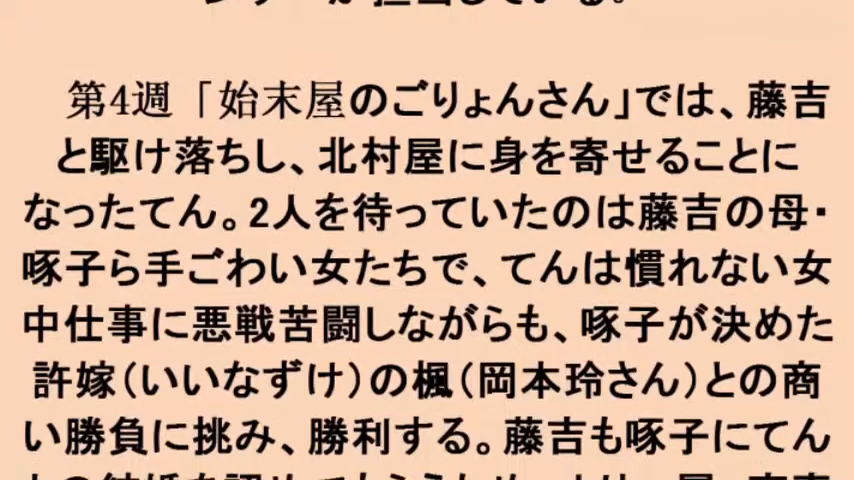 担当している。
第4週「始末屋のごりょんさん」では、藤吉
と駆け落ちし、北村屋に身を寄せることに
なったてん。2人を待っていたのは藤吉の母・
啄子ら手ごわい女たちで、てんは慣れない女
中仕事に悪戦苦闘しながらも、啄子が決めた
許嫁（いいなずけ）の楓（岡本玲さん）との商
い勝負に挑み、勝利する。藤吉も啄子にてん